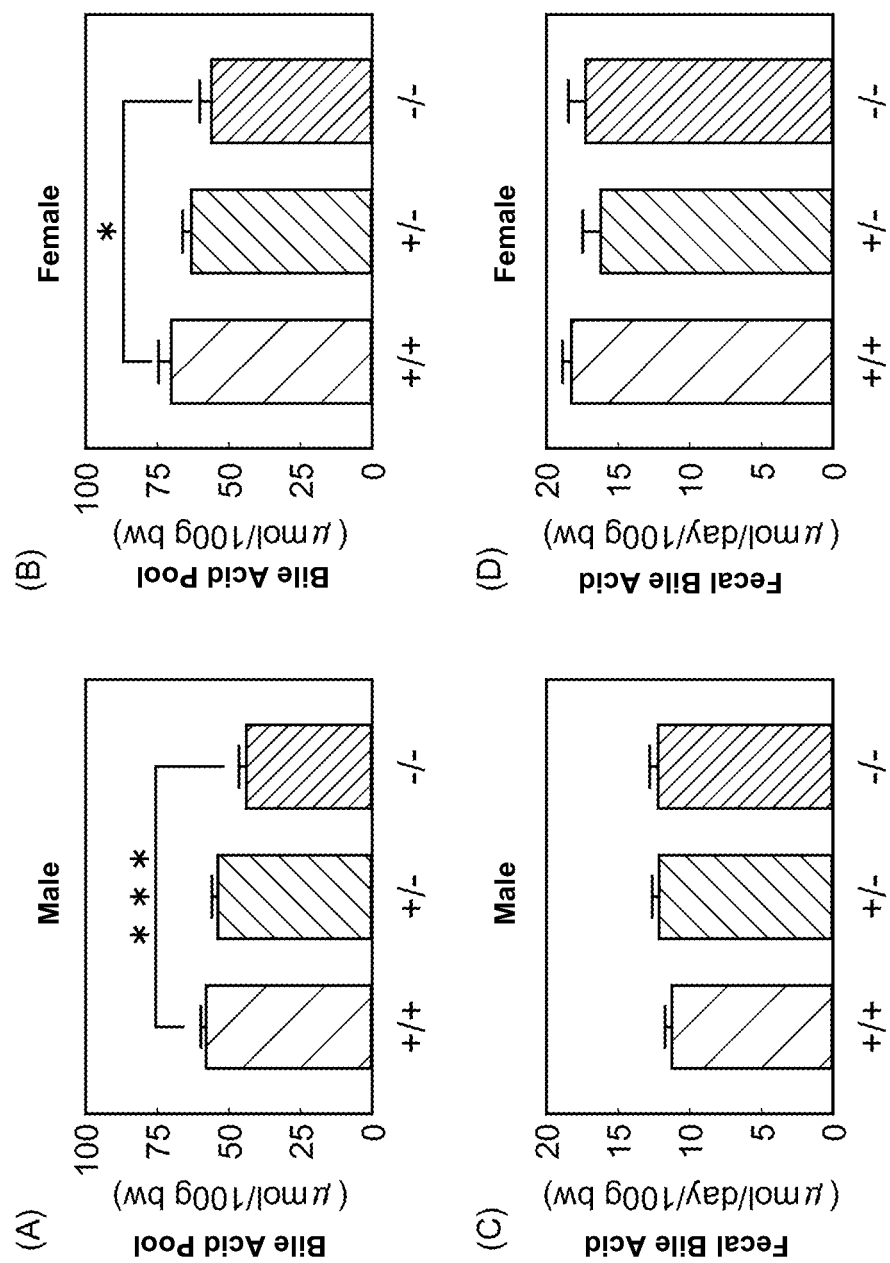 (A)
Male
* * *
Bile Acid Pool
( μmol/100g bw)
100
75
50
25
0
+/+ +/- -/-
(B)
Female
*
Bile Acid Pool
( μmol/100g bw)
100
75
50
25
0
+/+ +/- -/-
(C)
Male
Fecal Bile Acid
( μmol/day/100g bw)
20
15
10
5
0
+/+ +/- -/-
(D)
Female
Fecal Bile Acid
( μmol/day/100g bw)
20
15
10
5
0
+/+ +/- -/-